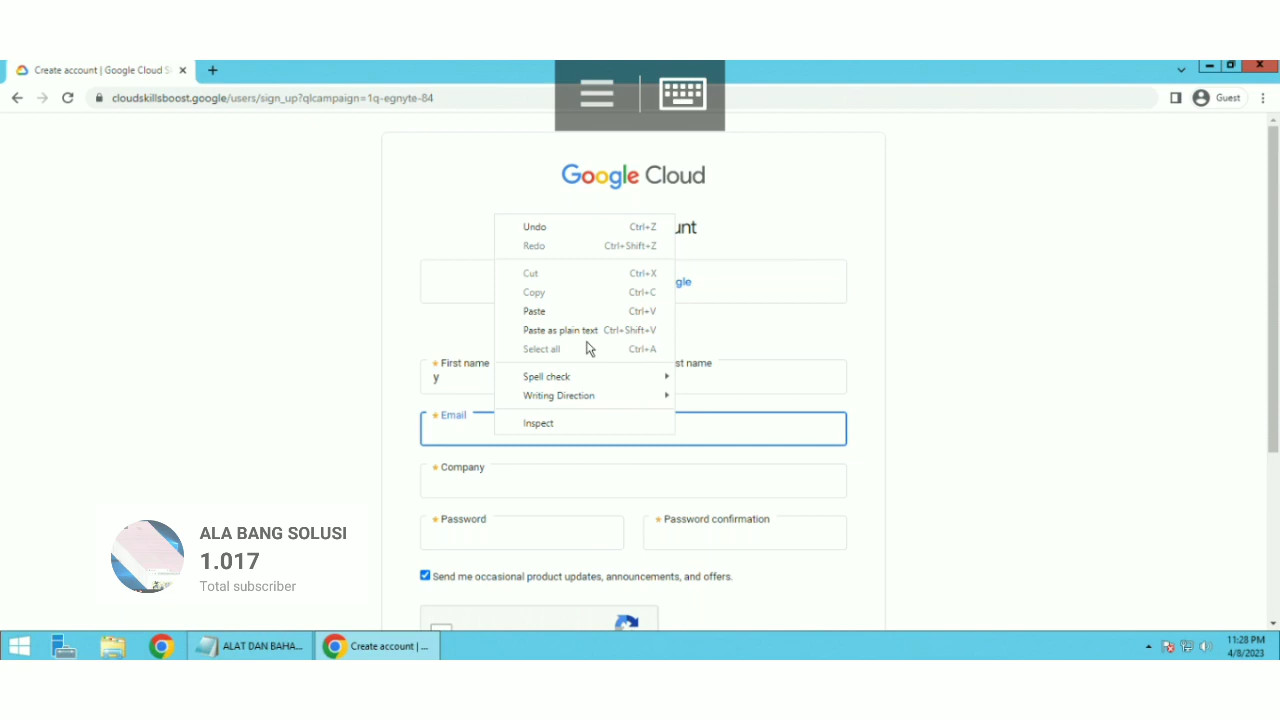 Create account | Google Cloud S
cloudskillsboost.google/users/sign_up?qlcampaign=1q-egnyte-84
Guest
Google Cloud
unt
gle
Undo Ctrl+Z
Redo Ctrl+Shift+Z
Cut Ctrl+X
Copy Ctrl+C
Paste Ctrl+V
Paste as plain text Ctrl+Shift+V
Select all Ctrl+A
Spell check
Writing Direction
Inspect
* First name
st name
y
* Email
* Company
* Password
* Password confirmation
Send me occasional product updates, announcements, and offers.
ALA BANG SOLUSI
1.017
Total subscriber
ALAT DAN BAHA...
Create account | ...
11:28 PM
4/8/2023